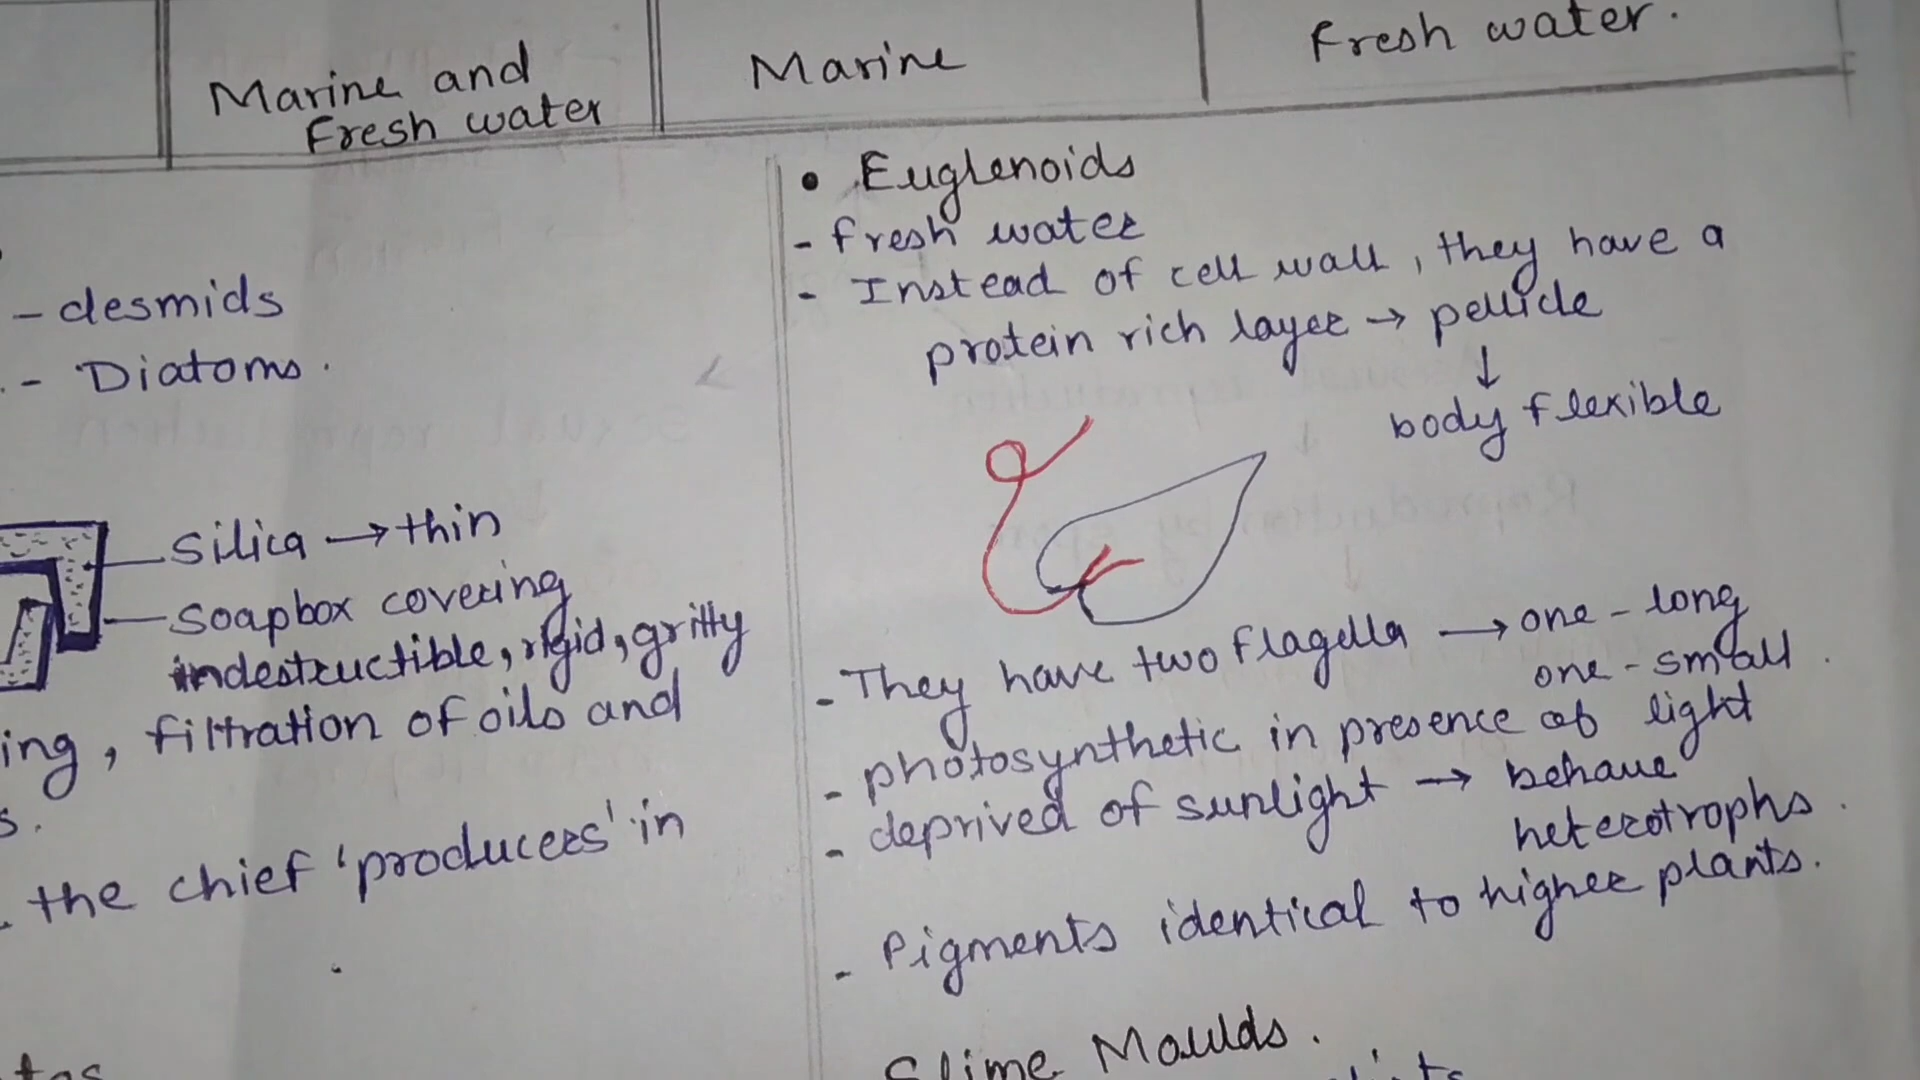 Marine and
Fresh water
Marine
Fresh water.
- desmids
- Diatoms.
Silica → thin
Soapbox covering
indestructible, rigid, gritty
ing, filtration of oils and
s.
the chief 'producers' in
• Euglenoids
- fresh water
- Instead of cell wall, they have a
protein rich layer → pellicle
↓
body flexible
- They have two flagella → one - long
one - small.
- photosynthetic in presence of light
- deprived of sunlight → behave
heterotrophs.
- Pigments identical to higher plants.
Slime Moulds.